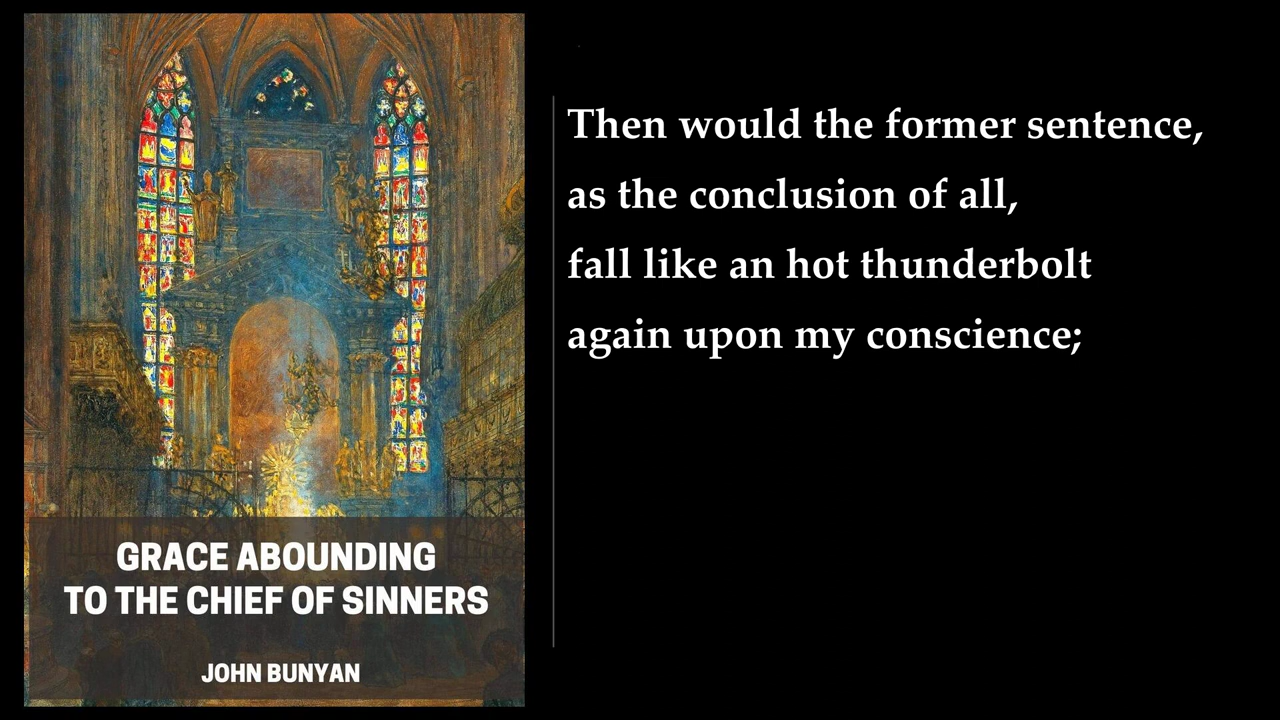 Then would the former sentence,
as the conclusion of all,
fall like an hot thunderbolt
again upon my conscience;
GRACE ABOUNDING
TO THE CHIEF OF SINNERS
JOHN BUNYAN